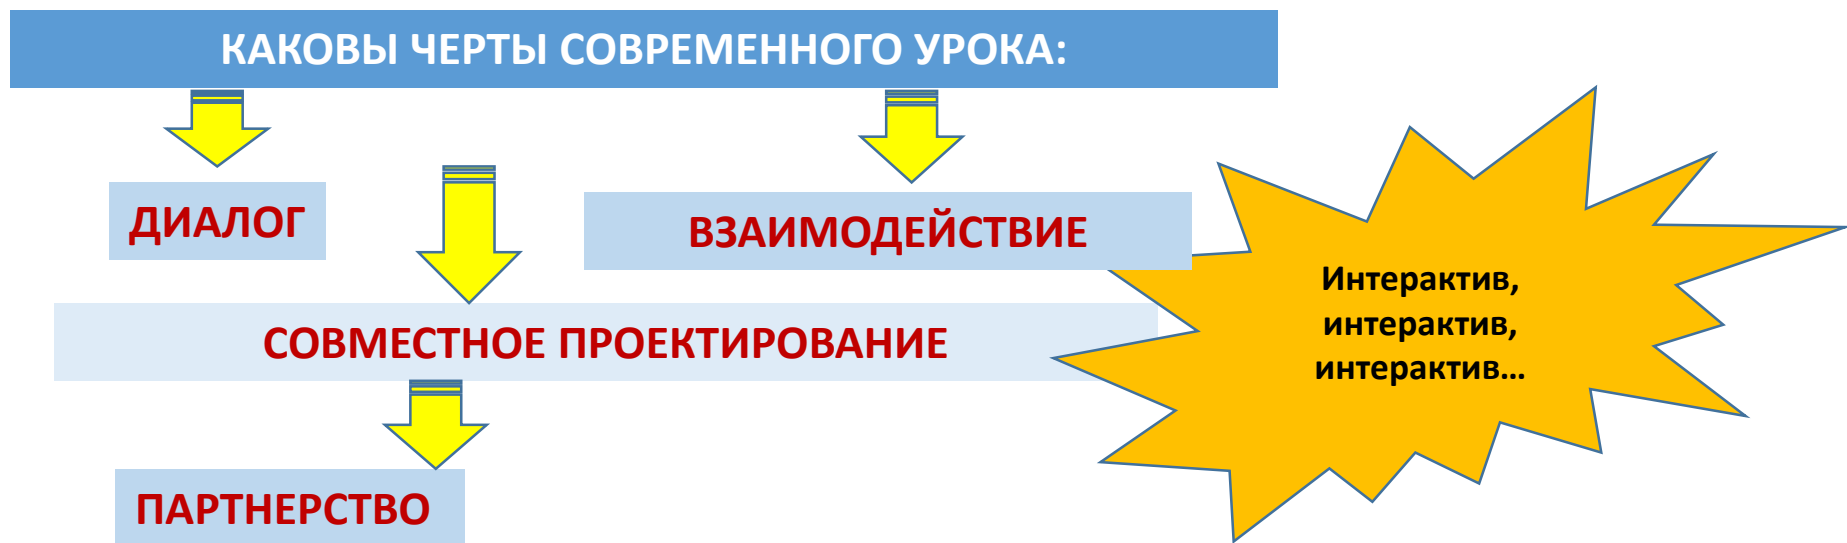 КАКОВЫ ЧЕРТЫ СОВРЕМЕННОГО УРОКА:
ДИАЛОГ
ВЗАИМОДЕЙСТВИЕ
СОВМЕСТНОЕ ПРОЕКТИРОВАНИЕ
ПАРТНЕРСТВО
Интерактив,
интерактив,
интерактив…